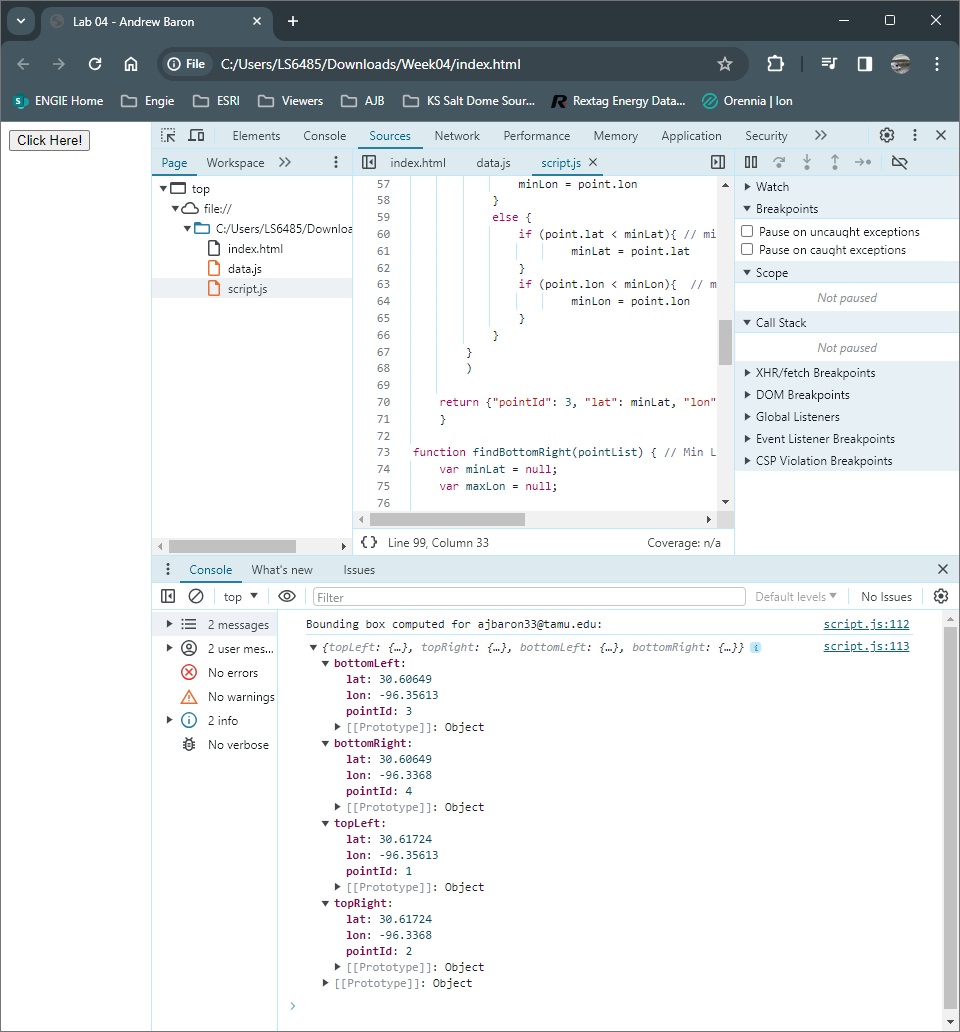 Lab 04 - Andrew Baron
File C:/Users/LS6485/Downloads/Week04/index.html
ENGIE Home Engie ESRI Viewers AJB KS Salt Dome Sour... Rextag Energy Data... Orennia | Ion
Click Here!
Elements Console Sources Network Performance Memory Application Security
Page Workspace
index.html data.js script.js
top
file://
C:/Users/LS6485/Downloa
index.html
data.js
script.js
57 minLon = point.lon
58 }
59 else {
60 if (point.lat < minLat){ // mi
61 minLat = point.lat
62 }
63 if (point.lon < minLon){ // m
64 minLon = point.lon
65 }
66 }
67 }
68 )
69
70 return {"pointId": 3, "lat": minLat, "lon"
71 }
72
73 function findBottomRight(pointList) { // Min L
74 var minLat = null;
75 var maxLon = null;
76
{} Line 99, Column 33 Coverage: n/a
Watch
Breakpoints
Pause on uncaught exceptions
Pause on caught exceptions
Scope
Not paused
Call Stack
Not paused
XHR/fetch Breakpoints
DOM Breakpoints
Global Listeners
Event Listener Breakpoints
CSP Violation Breakpoints
Console What's new Issues
top Filter Default levels No Issues
2 messages
2 user mes...
No errors
No warnings
2 info
No verbose
Bounding box computed for ajbaron33@tamu.edu: script.js:112
{topLeft: {…}, topRight: {…}, bottomLeft: {…}, bottomRight: {…}} i script.js:113
bottomLeft:
lat: 30.60649
lon: -96.35613
pointId: 3
[[Prototype]]: Object
bottomRight:
lat: 30.60649
lon: -96.3368
pointId: 4
[[Prototype]]: Object
topLeft:
lat: 30.61724
lon: -96.35613
pointId: 1
[[Prototype]]: Object
topRight:
lat: 30.61724
lon: -96.3368
pointId: 2
[[Prototype]]: Object
[[Prototype]]: Object